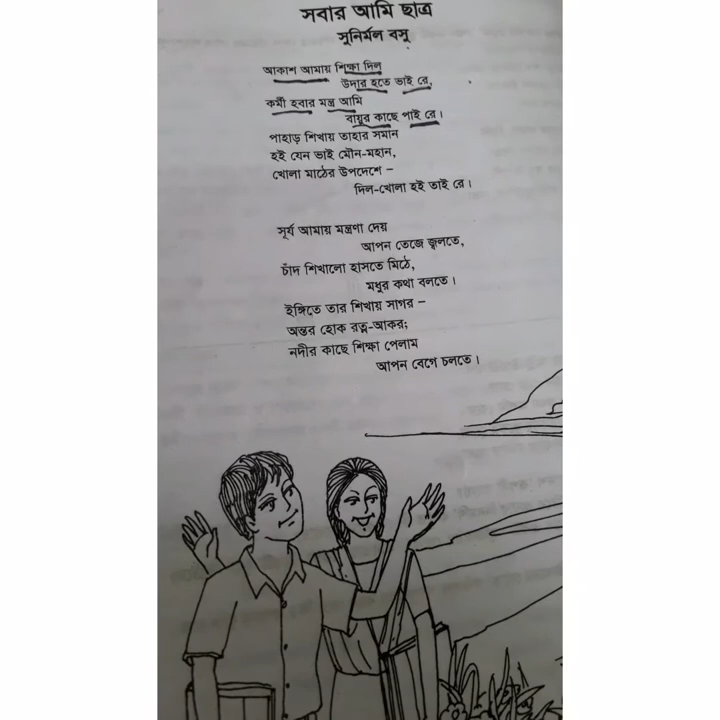 সবার আমি ছাত্র
সুনির্মল বসু
আকাশ আমায় শিক্ষা দিল
উদার হতে ভাই রে,
কর্মী হবার মন্ত্র আমি
বায়ুর কাছে পাই রে।
পাহাড় শিখায় তাহার সমান
হই যেন ভাই মৌন-মহান,
খোলা মাঠের উপদেশে –
দিল-খোলা হই তাই রে।
সূর্য আমায় মন্ত্রণা দেয়
আপন তেজে জ্বলতে,
চাঁদ শিখালো হাসতে মিঠে,
মধুর কথা বলতে।
ইঙ্গিতে তার শিখায় সাগর –
অন্তর হোক রত্ন-আকর;
নদীর কাছে শিক্ষা পেলাম
আপন বেগে চলতে।